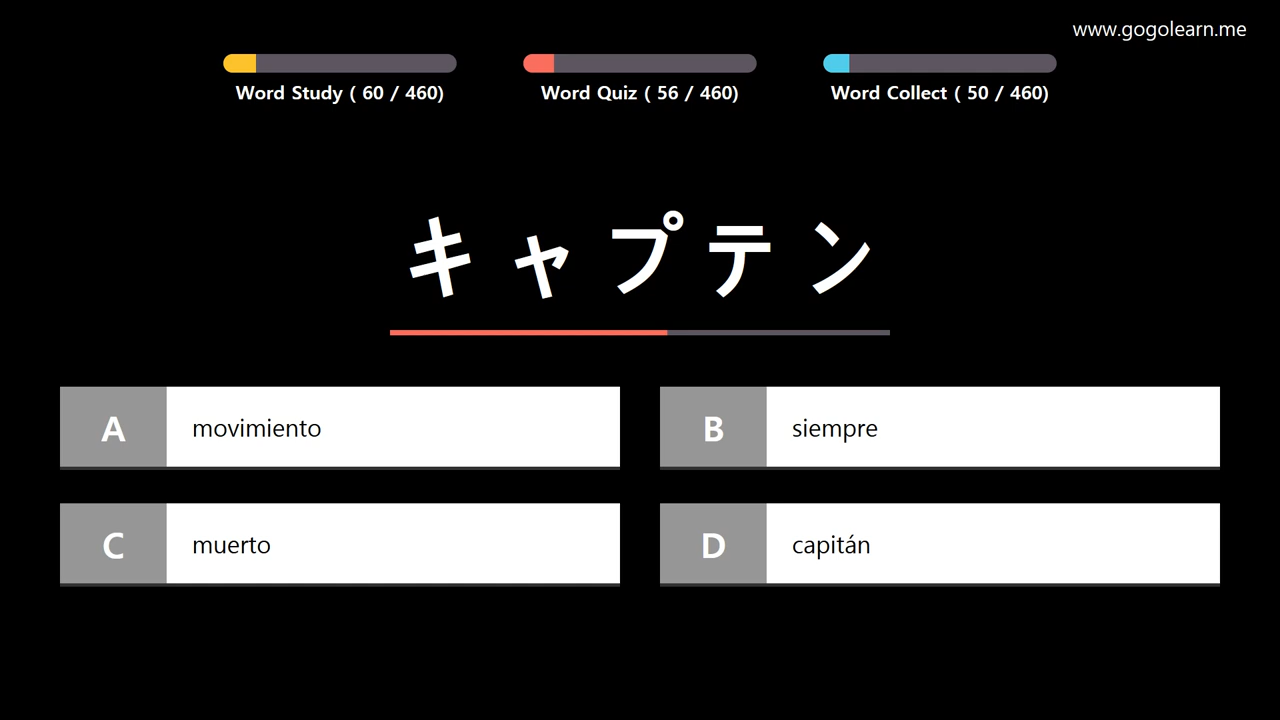 www.gogolearn.me
Word Study ( 60 / 460)
Word Quiz ( 56 / 460)
Word Collect ( 50 / 460)
キャプテン
A movimiento
B siempre
C muerto
D capitán